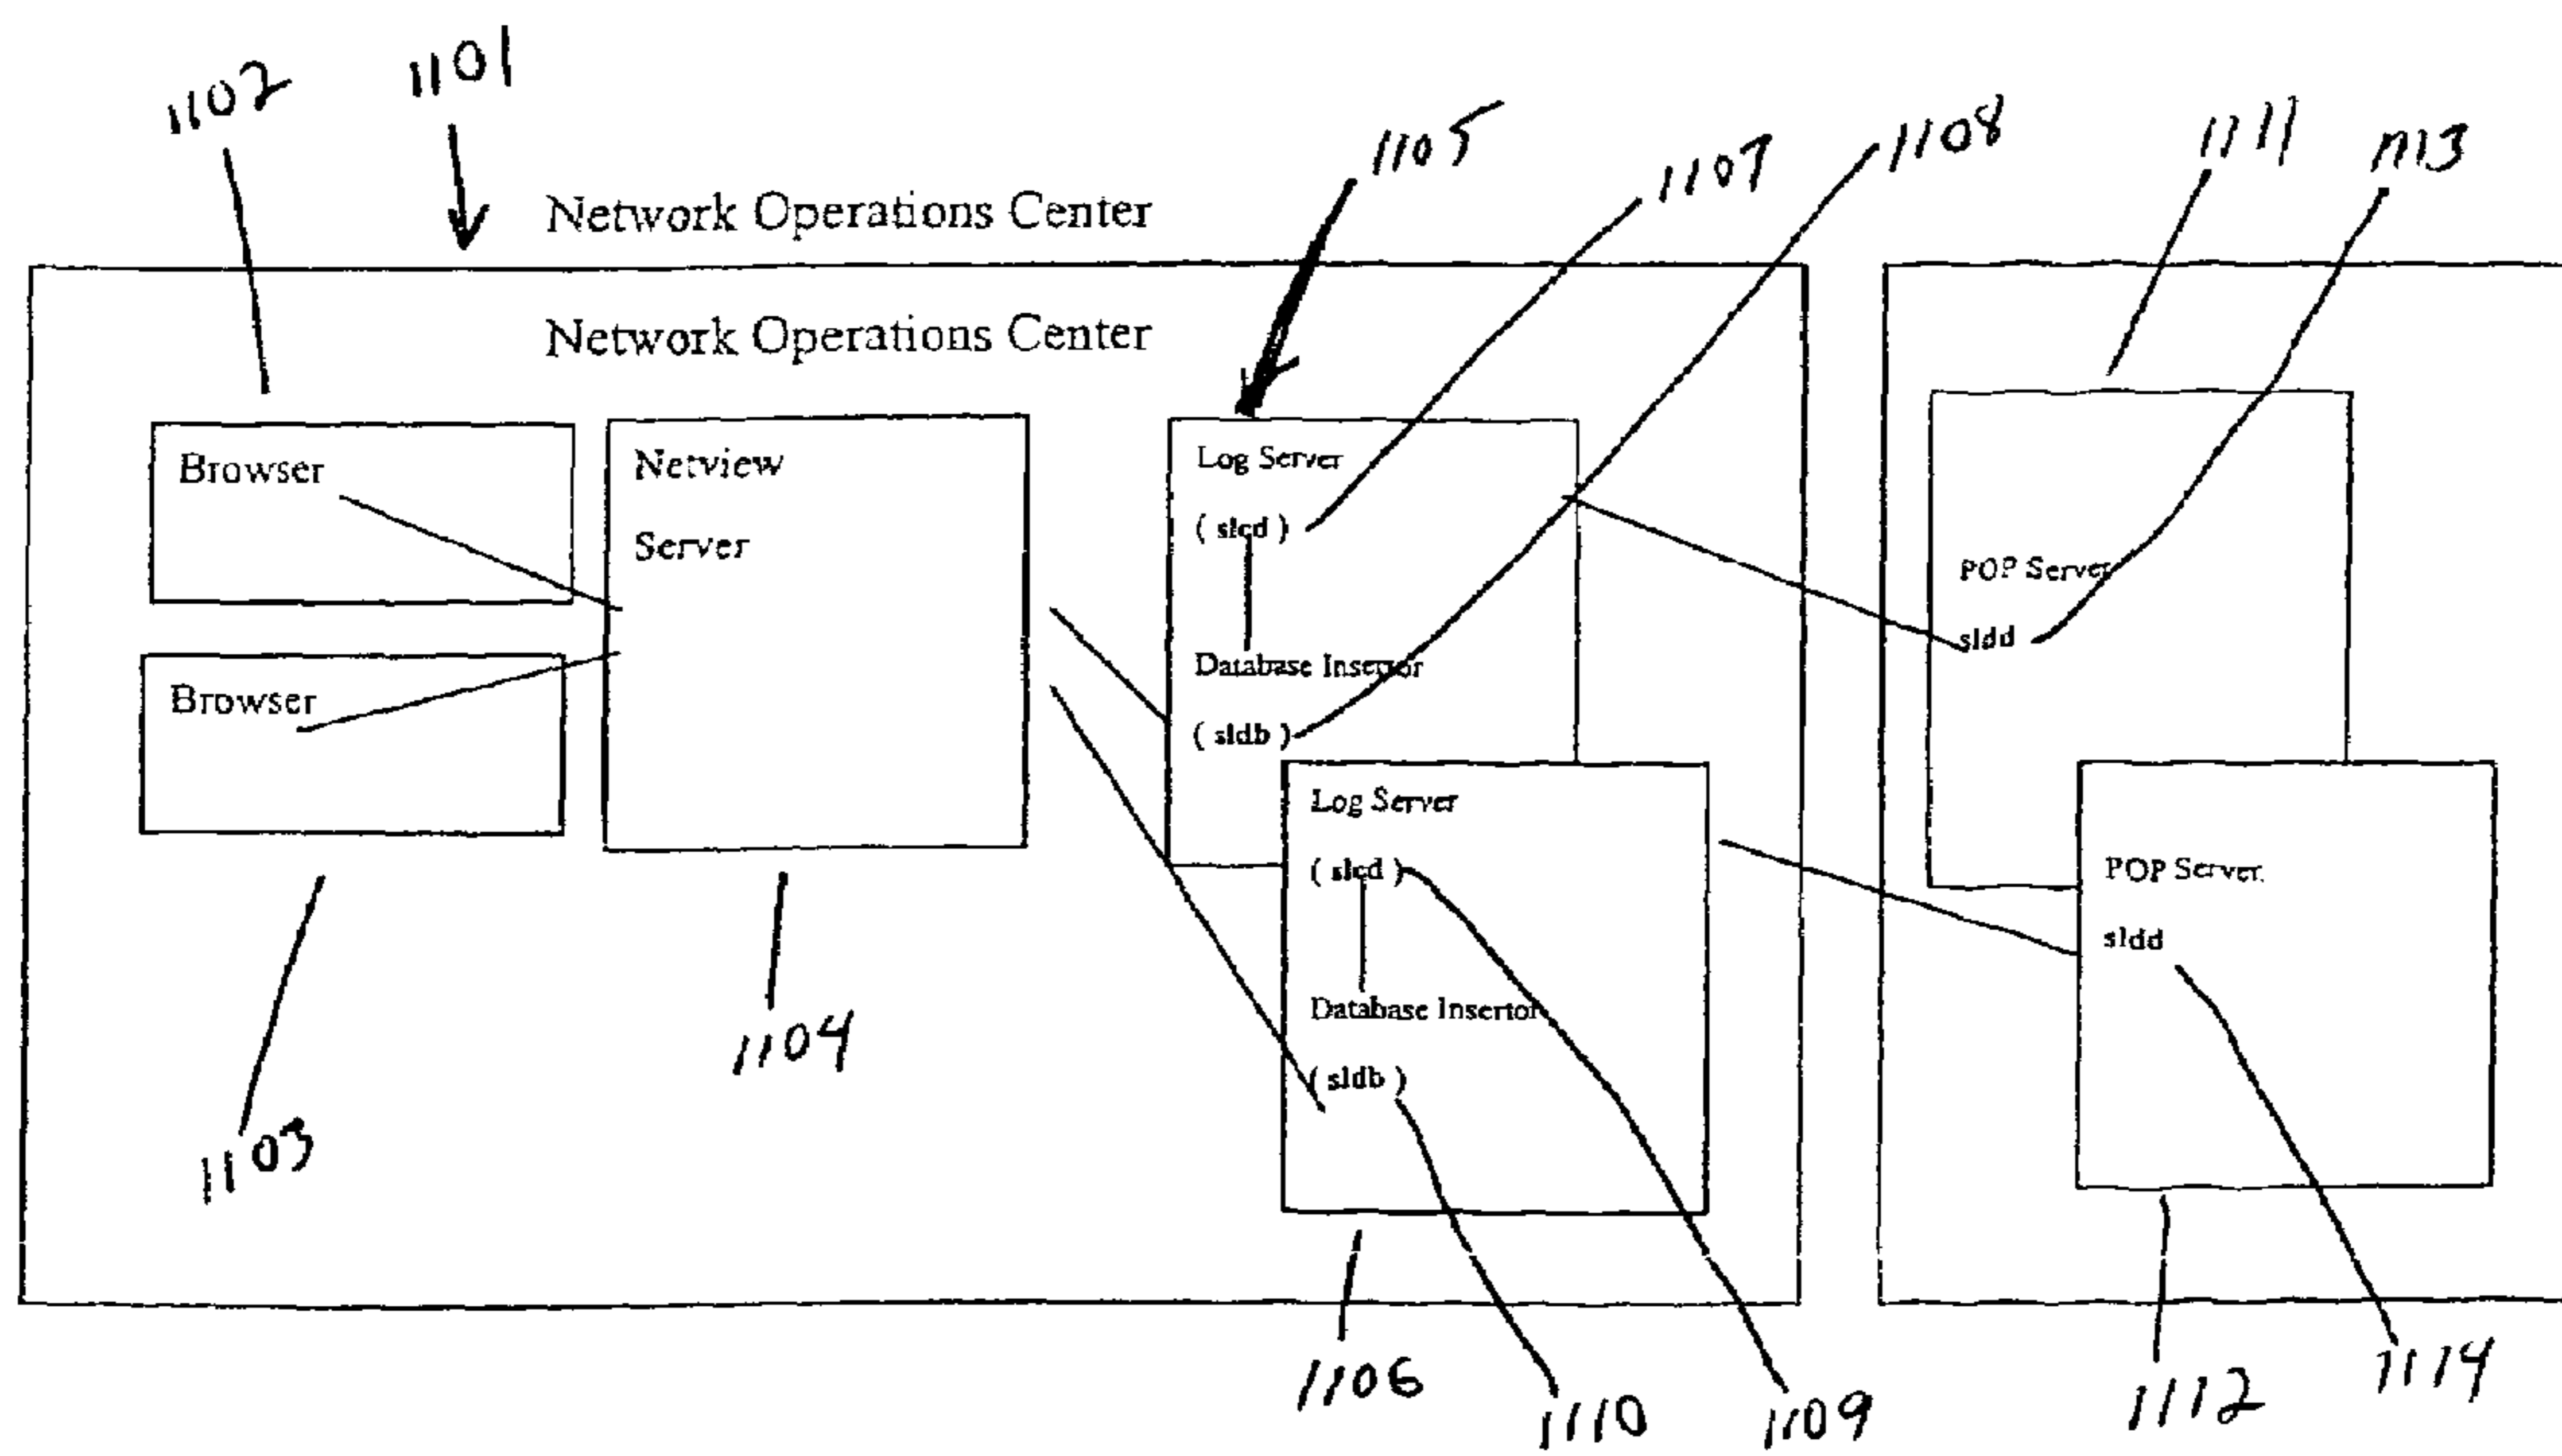 1102
1101
1105
1107
1108
1111
1113
Network Operations Center
Network Operations Center
Browser
Netview
Server
Browser
Log Server
( slcd )
Database Insertor
( sldb )
Log Server
( slcd )
Database Insertor
( sldb )
POP Server
sldd
POP Server
sldd
1103
1104
1106
1110
1109
1112
1114